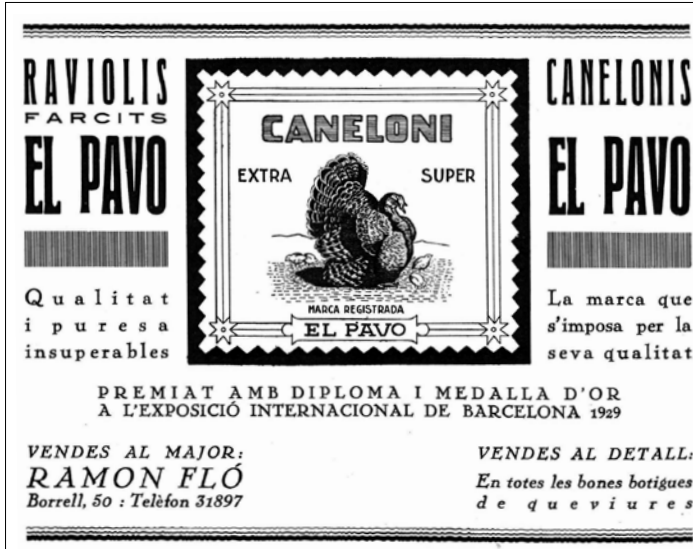 RAVIOLIS
FARCITS
EL PAVO
Qualitat
i puresa
insuperables
CANELONI
EXTRA SUPER
MARCA REGISTRADA
EL PAVO
CANELONIS
EL PAVO
La marca que
s'imposa per la
seva qualitat
PREMIAT AMB DIPLOMA I MEDALLA D'OR
A L'EXPOSICIÓ INTERNACIONAL DE BARCELONA 1929
VENDES AL MAJOR:
RAMON FLÓ
Borrell, 50 : Telèfon 31897
VENDES AL DETALL:
En totes les bones botigues
de queviures